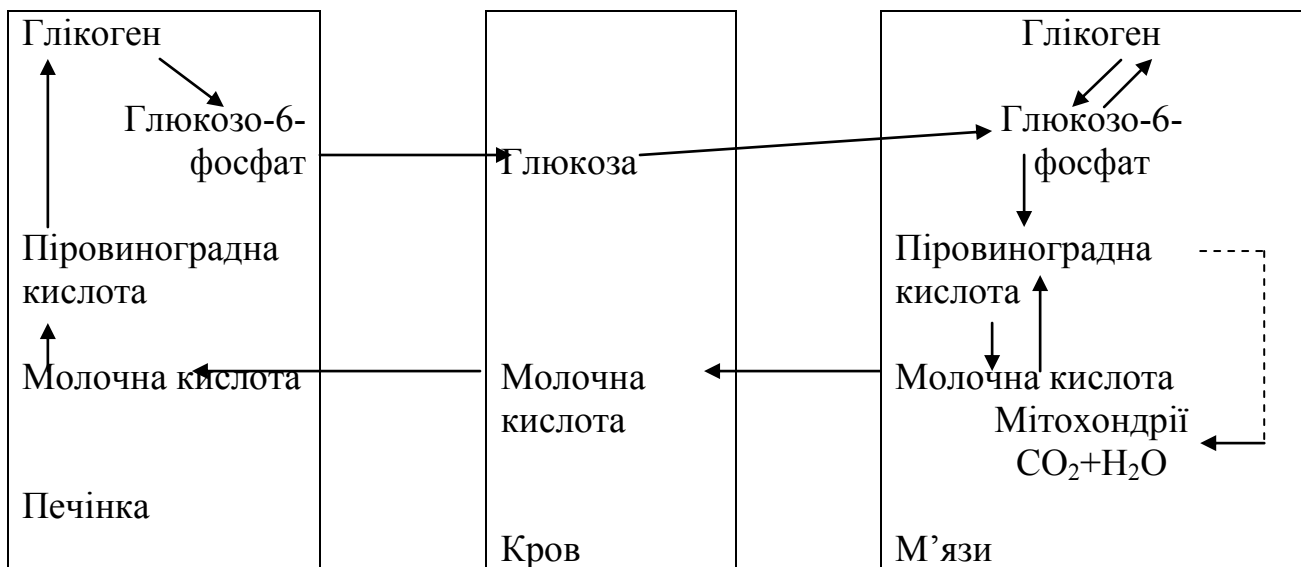 Глікоген
Глюкозо-6-
фосфат
Піровиноградна
кислота
Молочна кислота
Печінка
Глюкоза
Молочна
кислота
Кров
Глікоген
Глюкозо-6-
фосфат
Піровиноградна
кислота
Молочна кислота
Мітохондрії
CO₂+H₂O
М’язи